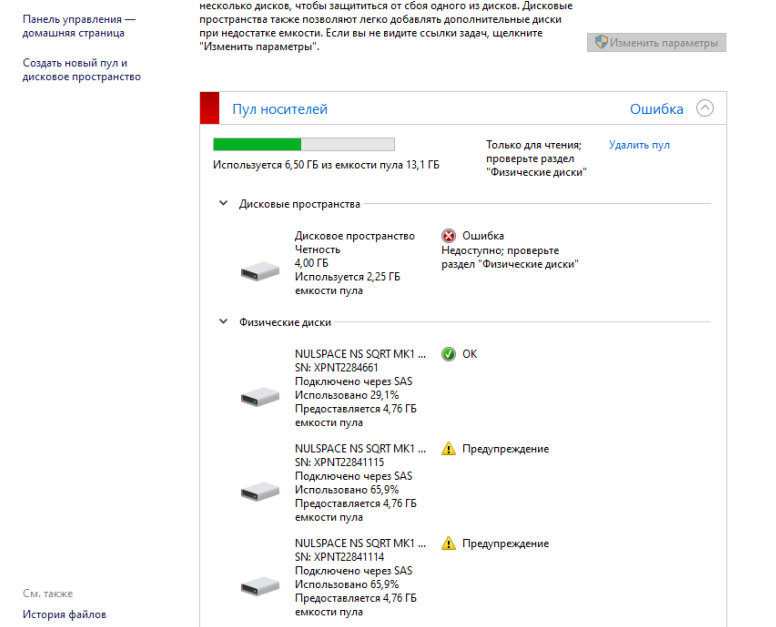 несколько дисков, чтобы защититься от сбоя одного из дисков. Дисковые
пространства также позволяют легко добавлять дополнительные диски
при недостатке емкости. Если вы не видите ссылки задач, щелкните
"Изменить параметры".
Изменить параметры
Панель управления —
домашняя страница
Создать новый пул и
дисковое пространство
Пул носителей
Ошибка
Используется 6,50 ГБ из емкости пула 13,1 ГБ
Только для чтения;
проверьте раздел
"Физические диски"
Удалить пул
Дисковые пространства
Дисковое пространство
Четность
4,00 ГБ
Используется 2,25 ГБ
емкости пула
Ошибка
Недоступно; проверьте
раздел "Физические диски"
Физические диски
NULSPACE NS SQRT MK1 ...
SN: XPNT2284661
Подключено через SAS
Использовано 29,1%
Предоставляется 4,76 ГБ
емкости пула
OK
NULSPACE NS SQRT MK1 ...
SN: XPNT22841115
Подключено через SAS
Использовано 65,9%
Предоставляется 4,76 ГБ
емкости пула
Предупреждение
NULSPACE NS SQRT MK1 ...
SN: XPNT22841114
Подключено через SAS
Использовано 65,9%
Предоставляется 4,76 ГБ
емкости пула
Предупреждение
См. также
История файлов